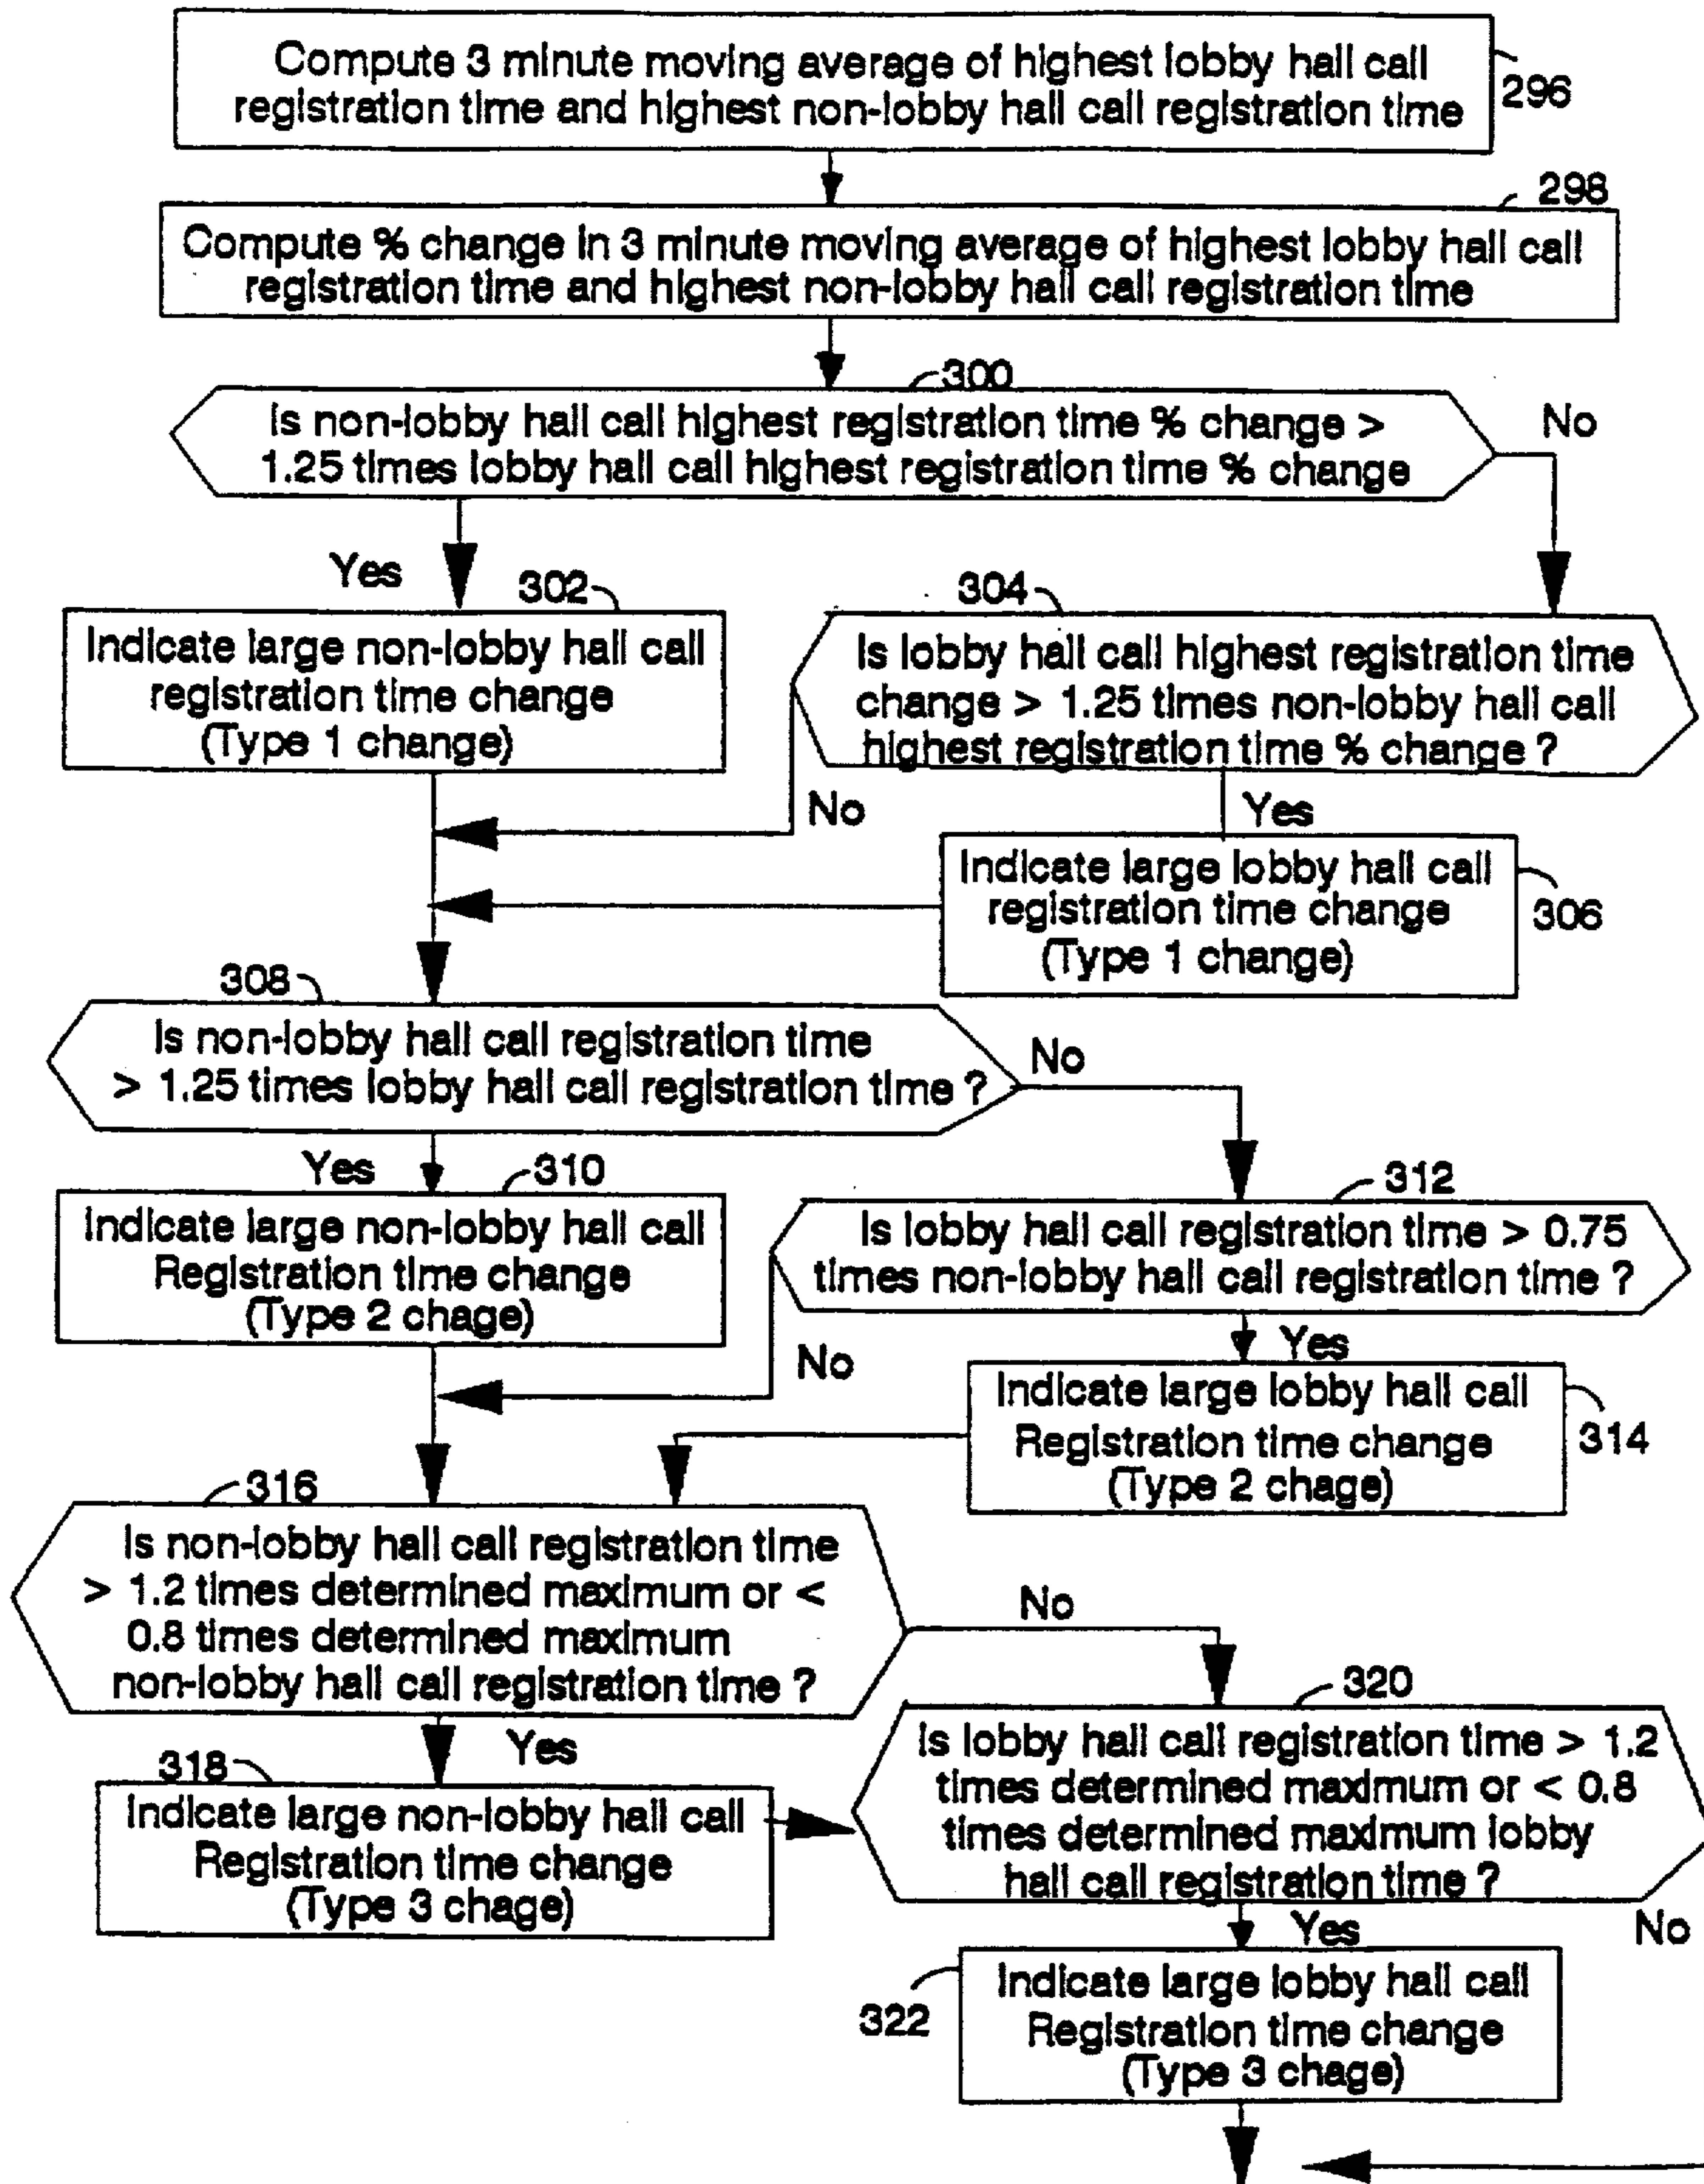 Compute 3 minute moving average of highest lobby hall call
registration time and highest non-lobby hall call registration time
296
298
Compute % change in 3 minute moving average of highest lobby hall call
registration time and highest non-lobby hall call registration time
300
Is non-lobby hall call highest registration time % change >
1.25 times lobby hall call highest registration time % change
No
Yes
302
Indicate large non-lobby hall call
registration time change
(Type 1 change)
304
Is lobby hall call highest registration time
change > 1.25 times non-lobby hall call
highest registration time % change ?
No
Yes
Indicate large lobby hall call
registration time change
(Type 1 change)
306
308
Is non-lobby hall call registration time
> 1.25 times lobby hall call registration time ?
No
Yes
310
Indicate large non-lobby hall call
Registration time change
(Type 2 chage)
312
Is lobby hall call registration time > 0.75
times non-lobby hall call registration time ?
No
Yes
Indicate large lobby hall call
Registration time change
(Type 2 chage)
314
316
Is non-lobby hall call registration time
> 1.2 times determined maximum or <
0.8 times determined maximum
non-lobby hall call registration time ?
No
Yes
318
Indicate large non-lobby hall call
Registration time change
(Type 3 chage)
320
Is lobby hall call registration time > 1.2
times determined maximum or < 0.8
times determined maximum lobby
hall call registration time ?
Yes
No
322
Indicate large lobby hall call
Registration time change
(Type 3 chage)